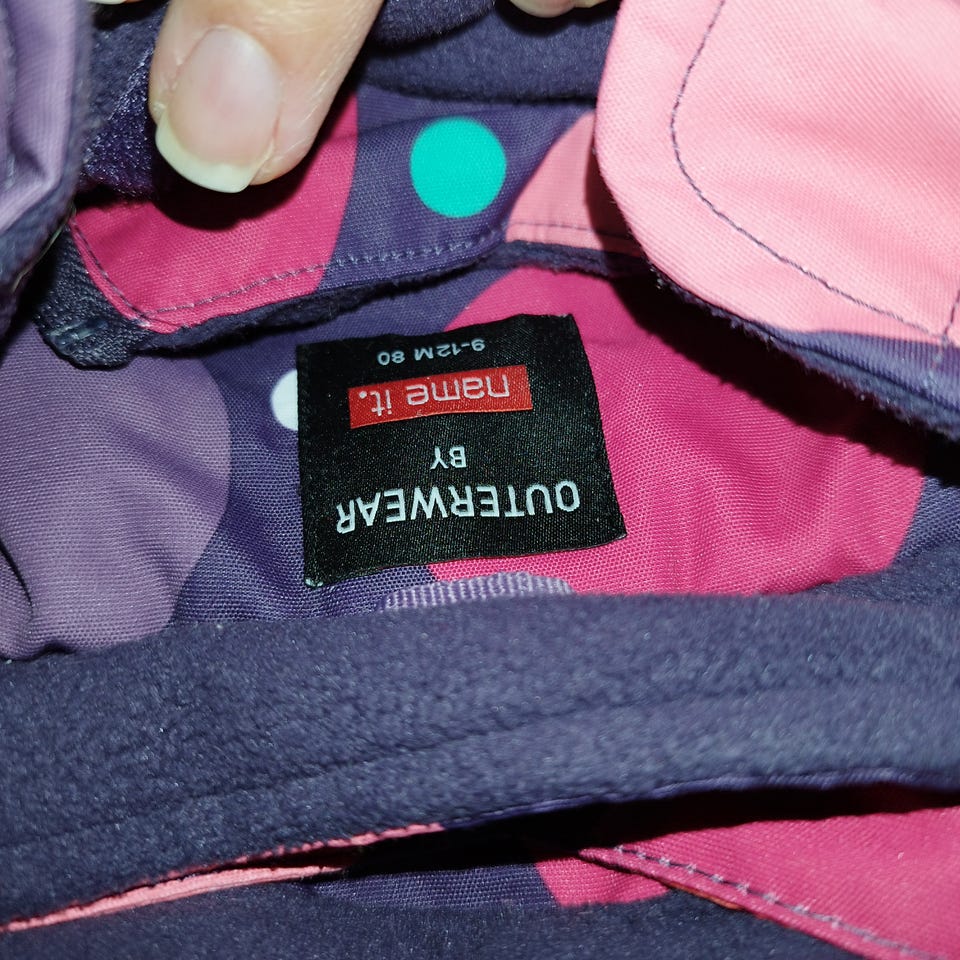 OUTERWEAR
BY
name it.
9-12M 80